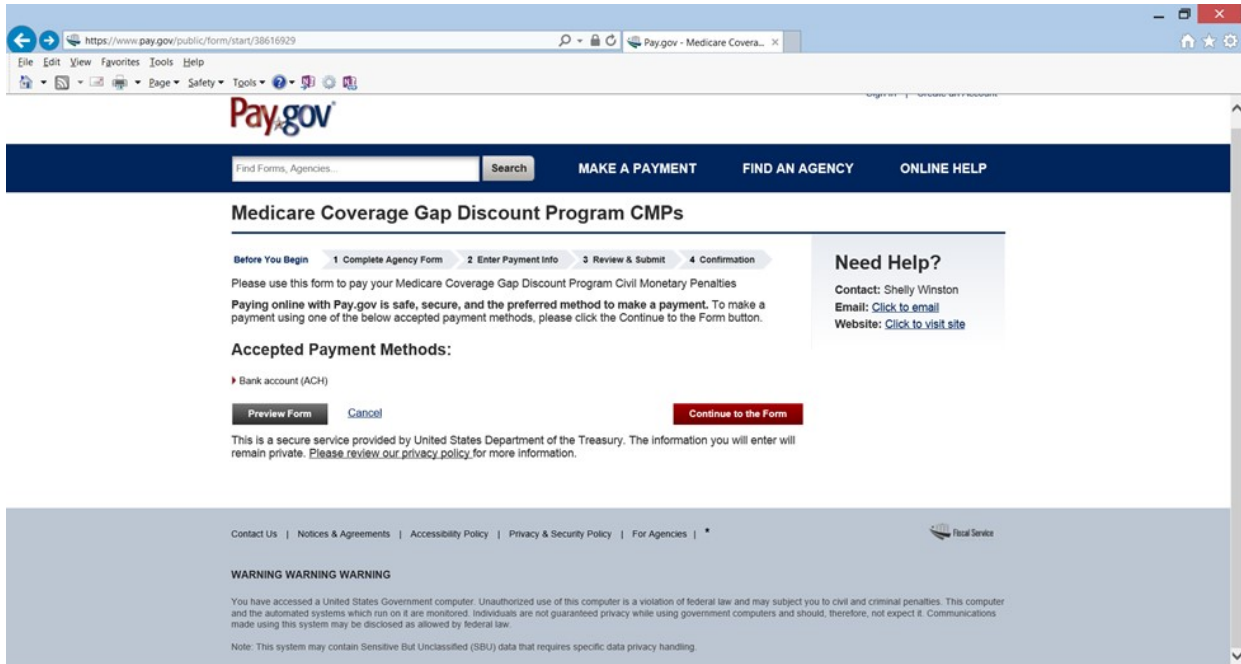 https://www.pay.gov/public/form/start/38616929
Pay.gov - Medicare Covera...
File Edit View Favorites Tools Help
Page Safety Tools
Sign In | Create an Account
Pay.gov
Find Forms, Agencies...
Search
MAKE A PAYMENT
FIND AN AGENCY
ONLINE HELP
Medicare Coverage Gap Discount Program CMPs
Before You Begin
1 Complete Agency Form
2 Enter Payment Info
3 Review & Submit
4 Confirmation
Please use this form to pay your Medicare Coverage Gap Discount Program Civil Monetary Penalties
Paying online with Pay.gov is safe, secure, and the preferred method to make a payment. To make a
payment using one of the below accepted payment methods, please click the Continue to the Form button.
Accepted Payment Methods:
Bank account (ACH)
Preview Form
Cancel
Continue to the Form
This is a secure service provided by United States Department of the Treasury. The information you will enter will
remain private. Please review our privacy policy for more information.
Need Help?
Contact: Shelly Winston
Email: Click to email
Website: Click to visit site
Contact Us | Notices & Agreements | Accessibility Policy | Privacy & Security Policy | For Agencies | *
Fiscal Service
WARNING WARNING WARNING
You have accessed a United States Government computer. Unauthorized use of this computer is a violation of federal law and may subject you to civil and criminal penalties. This computer
and the automated systems which run on it are monitored. Individuals are not guaranteed privacy while using government computers and should, therefore, not expect it. Communications
made using this system may be disclosed as allowed by federal law.
Note: This system may contain Sensitive But Unclassified (SBU) data that requires specific data privacy handling.